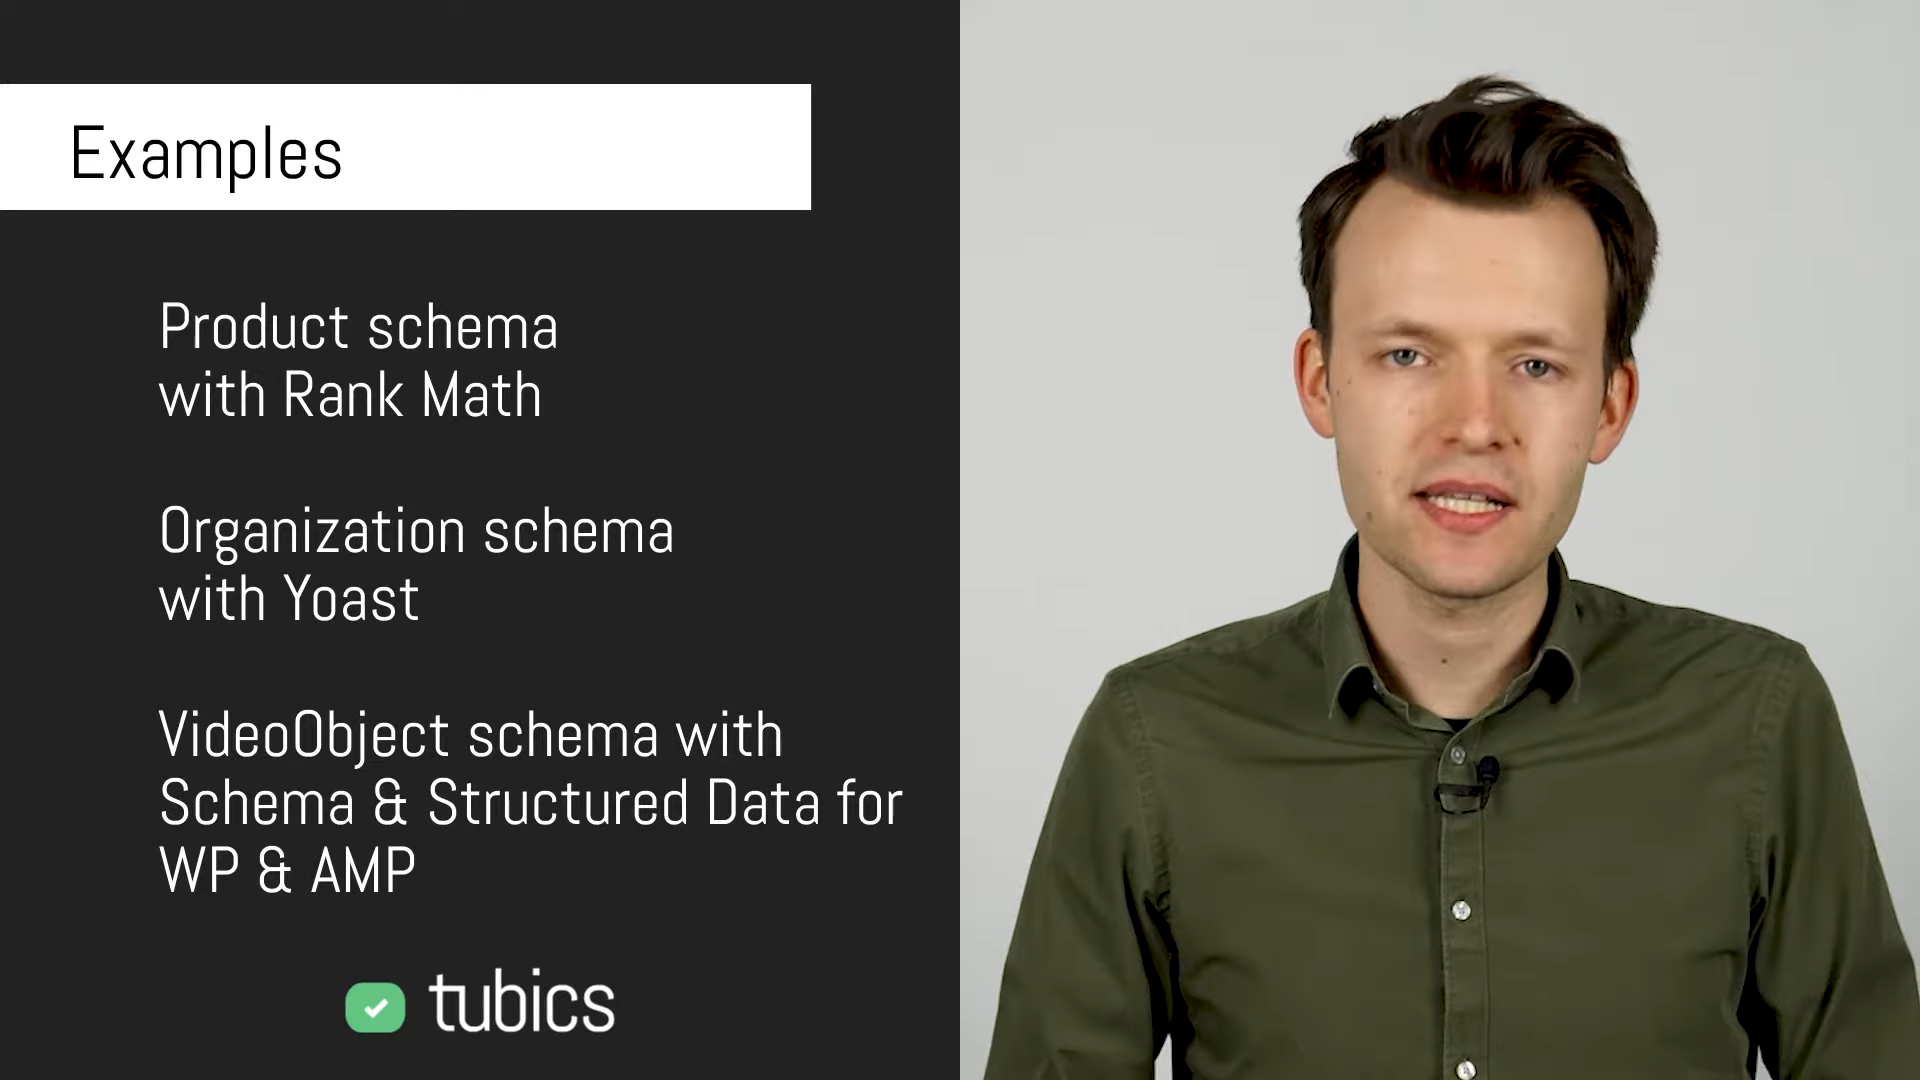 Examples
Product schema
with Rank Math
Organization schema
with Yoast
VideoObject schema with
Schema & Structured Data for
WP & AMP
tubics